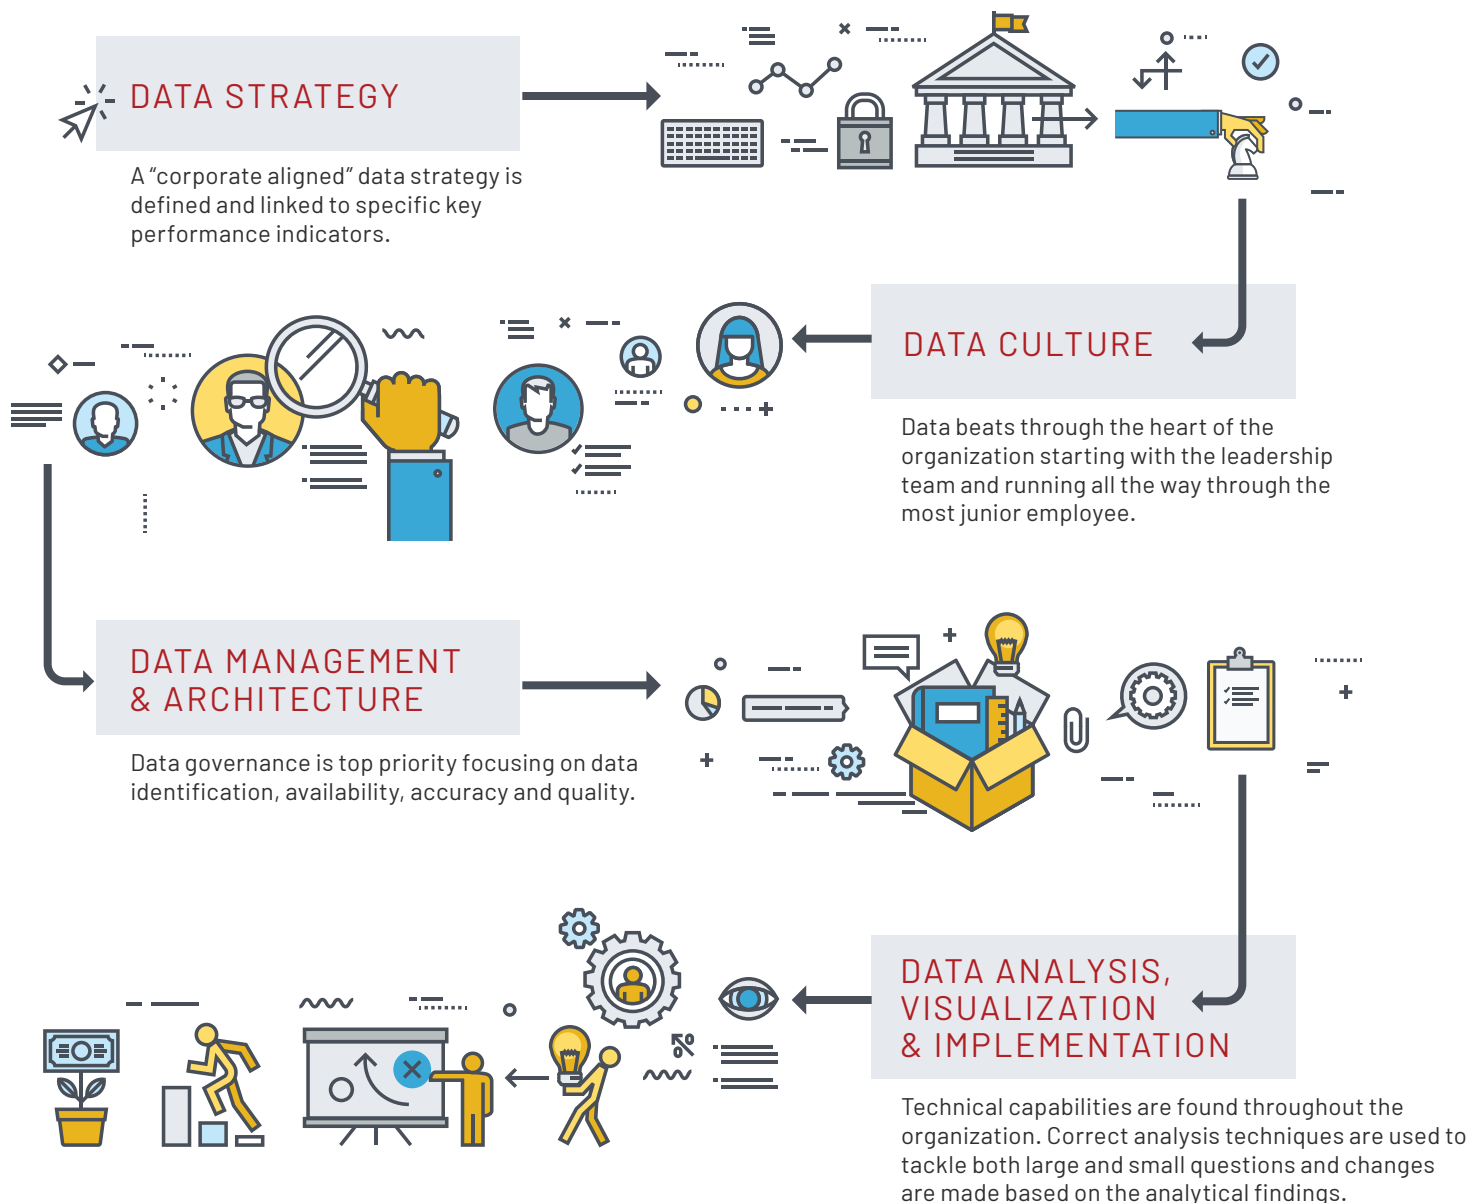 DATA STRATEGY
A “corporate aligned” data strategy is
defined and linked to specific key
performance indicators.
DATA CULTURE
Data beats through the heart of the
organization starting with the leadership
team and running all the way through the
most junior employee.
DATA MANAGEMENT
& ARCHITECTURE
Data governance is top priority focusing on data
identification, availability, accuracy and quality.
DATA ANALYSIS,
VISUALIZATION
& IMPLEMENTATION
Technical capabilities are found throughout the
organization. Correct analysis techniques are used to
tackle both large and small questions and changes
are made based on the analytical findings.